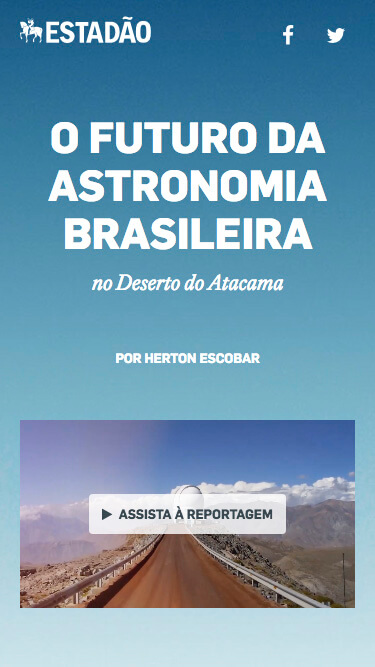 ESTADÃO
O FUTURO DA
ASTRONOMIA
BRASILEIRA
no Deserto do Atacama
POR HERTON ESCOBAR
ASSISTA À REPORTAGEM